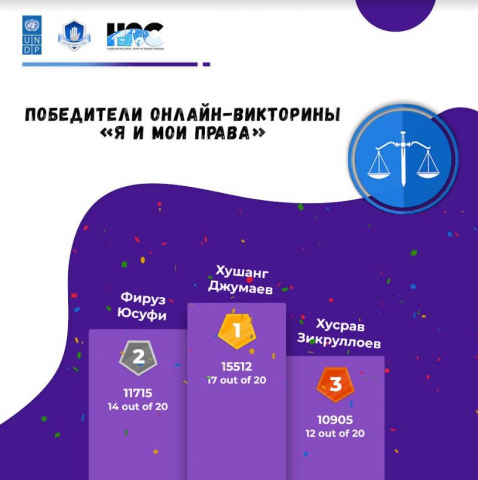 U N
D P
ПОБЕДИТЕЛИ ОНЛАЙН-ВИКТОРИНЫ
«Я И МОИ ПРАВА»
Хушанг
Джумаев
1
15512
17 out of 20
Фируз
Юсуфи
2
11715
14 out of 20
Хусрав
Зикруллоев
3
10905
12 out of 20